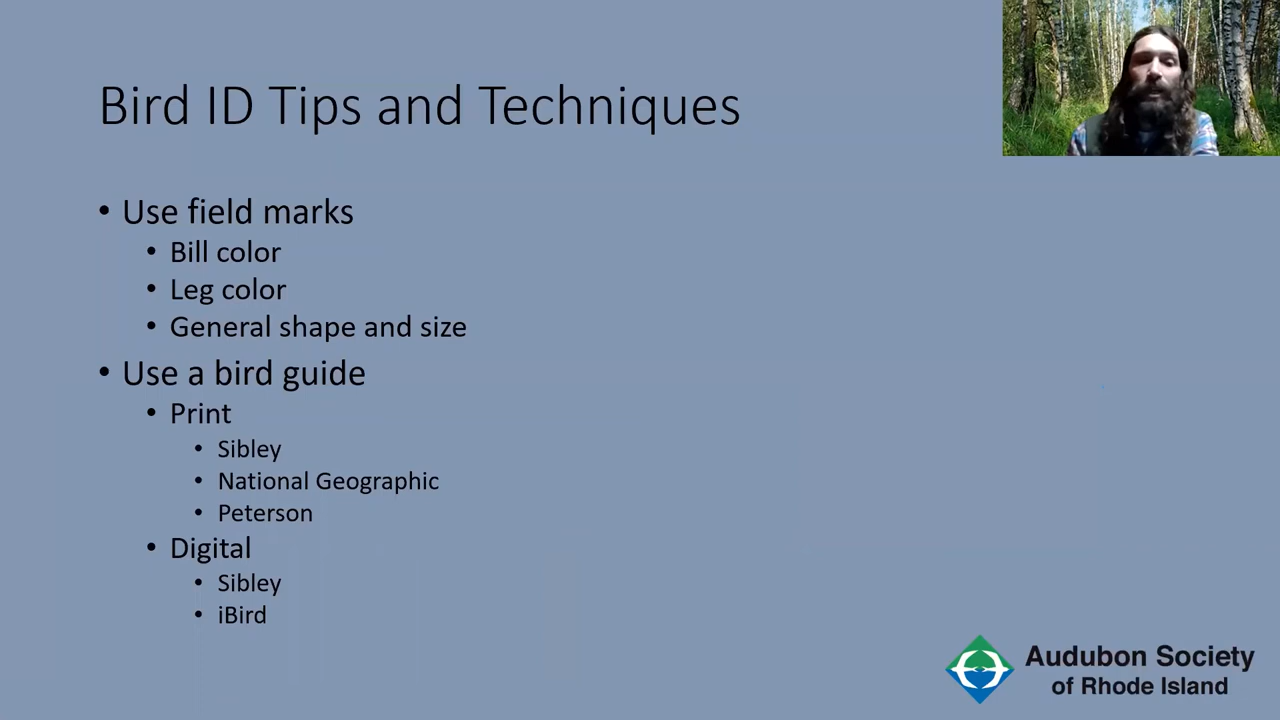 Bird ID Tips and Techniques
• Use field marks
• Bill color
• Leg color
• General shape and size
• Use a bird guide
• Print
• Sibley
• National Geographic
• Peterson
• Digital
• Sibley
• iBird
Audubon Society
of Rhode Island